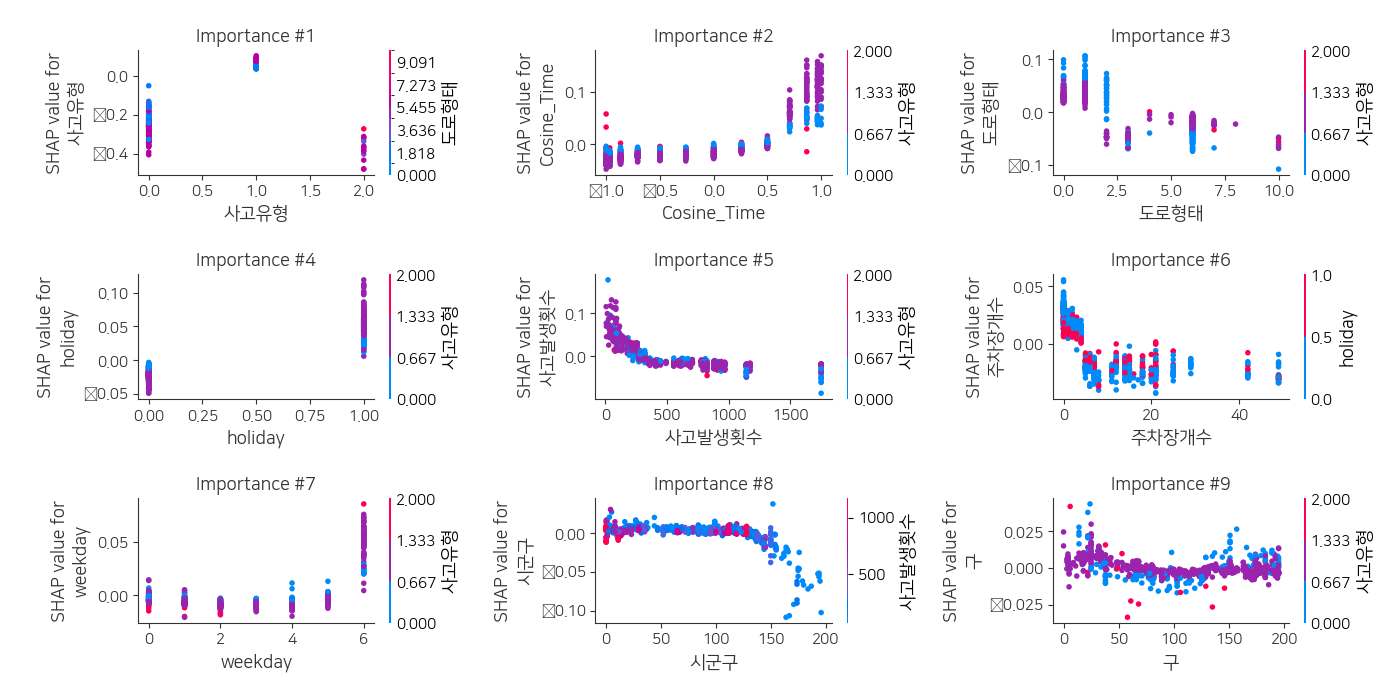 Importance #1
SHAP value for
사고유형
0.0
0.2
0.4
0.0
0.5
1.0
1.5
2.0
사고유형
9.091
7.273
5.455
3.636
1.818
0.000
도로형태
Importance #2
SHAP value for
Cosine_Time
0.1
0.0
1.0
0.5
0.0
0.5
1.0
Cosine_Time
2.000
1.333
0.667
0.000
사고유형
Importance #3
SHAP value for
도로형태
0.1
0.0
0.1
0.0
2.5
5.0
7.5
10.0
도로형태
2.000
1.333
0.667
0.000
사고유형
Importance #4
SHAP value for
holiday
0.10
0.05
0.00
0.05
0.00
0.25
0.50
0.75
1.00
holiday
2.000
1.333
0.667
0.000
사고유형
Importance #5
SHAP value for
사고발생횟수
0.1
0.0
0
500
1000
1500
사고발생횟수
2.000
1.333
0.667
0.000
사고유형
Importance #6
SHAP value for
주차장개수
0.05
0.00
0
20
40
주차장개수
1.0
0.5
0.0
holiday
Importance #7
SHAP value for
weekday
0.05
0.00
0
2
4
6
weekday
2.000
1.333
0.667
0.000
사고유형
Importance #8
SHAP value for
시군구
0.00
0.05
0.10
0
50
100
150
200
시군구
1000
500
사고발생횟수
Importance #9
SHAP value for
구
0.025
0.000
0.025
0
50
100
150
200
구
2.000
1.333
0.667
0.000
사고유형